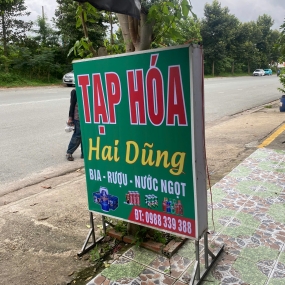 TẠP HÓA
Hai Dũng
BIA - RƯỢU - NƯỚC NGỌT
ĐT: 0988 339 388